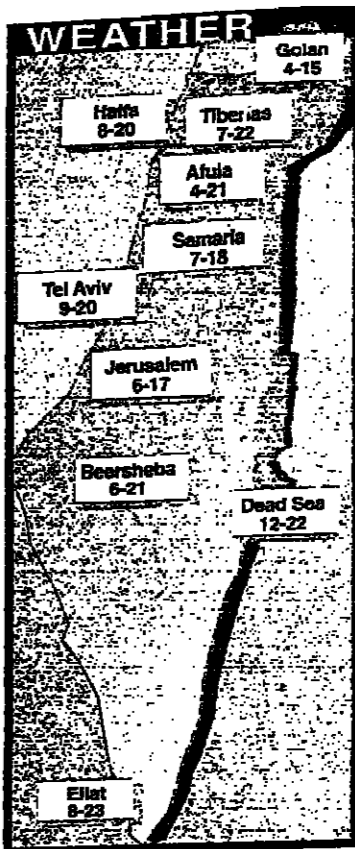 WEATHER
Golan
4-15
Haifa
8-20
Tiberias
7-22
Afula
4-21
Samaria
7-18
Tel Aviv
9-20
Jerusalem
6-17
Beersheba
6-21
Dead Sea
12-22
Eilat
8-23